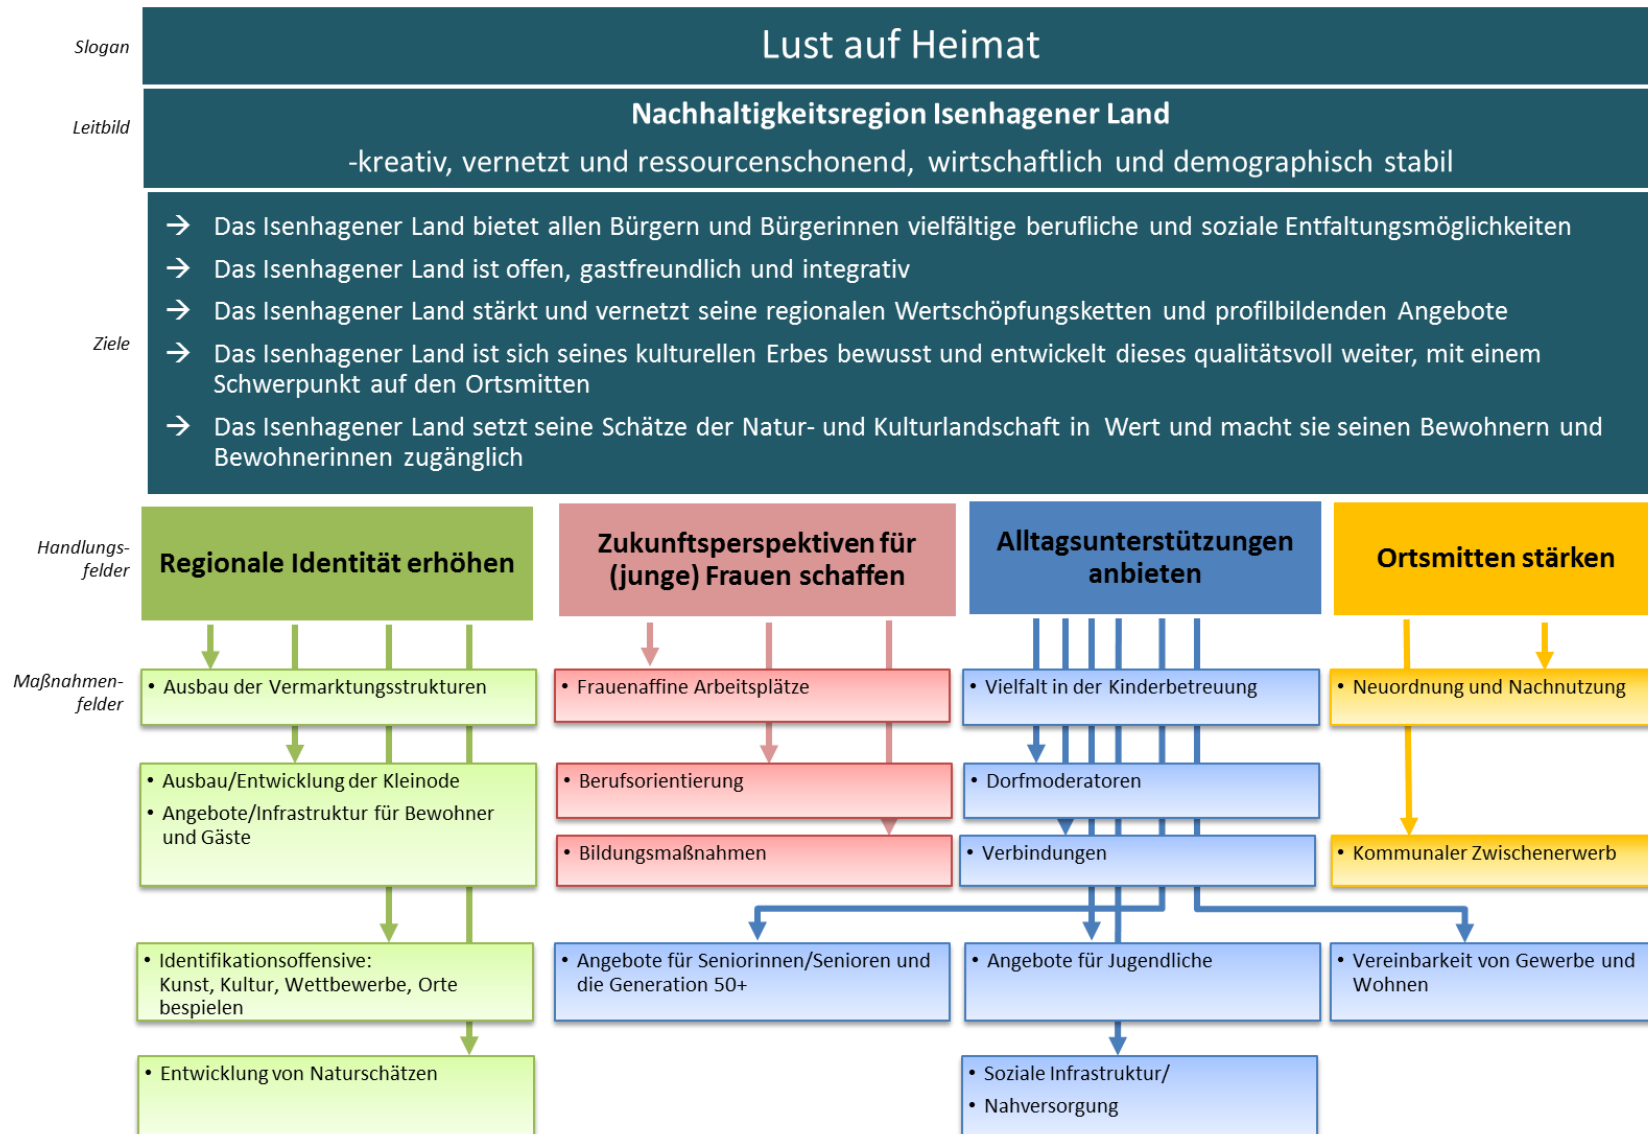 Slogan
Lust auf Heimat
Leitbild
Nachhaltigkeitsregion Isenhagener Land
-kreativ, vernetzt und ressourcenschonend, wirtschaftlich und demographisch stabil
Ziele
→ Das Isenhagener Land bietet allen Bürgern und Bürgerinnen vielfältige berufliche und soziale Entfaltungsmöglichkeiten
→ Das Isenhagener Land ist offen, gastfreundlich und integrativ
→ Das Isenhagener Land stärkt und vernetzt seine regionalen Wertschöpfungsketten und profilbildenden Angebote
→ Das Isenhagener Land ist sich seines kulturellen Erbes bewusst und entwickelt dieses qualitätsvoll weiter, mit einem
Schwerpunkt auf den Ortsmitten
→ Das Isenhagener Land setzt seine Schätze der Natur- und Kulturlandschaft in Wert und macht sie seinen Bewohnern und
Bewohnerinnen zugänglich
Handlungs-
felder
Regionale Identität erhöhen
Zukunftsperspektiven für
(junge) Frauen schaffen
Alltagsunterstützungen
anbieten
Ortsmitten stärken
Maßnahmen-
felder
• Ausbau der Vermarktungsstrukturen
• Frauenaffine Arbeitsplätze
• Vielfalt in der Kinderbetreuung
• Neuordnung und Nachnutzung
• Ausbau/Entwicklung der Kleinode
• Angebote/Infrastruktur für Bewohner
und Gäste
• Berufsorientierung
• Dorfmoderatoren
• Bildungsmaßnahmen
• Verbindungen
• Kommunaler Zwischenerwerb
• Identifikationsoffensive:
Kunst, Kultur, Wettbewerbe, Orte
bespielen
• Angebote für Seniorinnen/Senioren und
die Generation 50+
• Angebote für Jugendliche
• Vereinbarkeit von Gewerbe und
Wohnen
• Entwicklung von Naturschätzen
• Soziale Infrastruktur/
• Nahversorgung